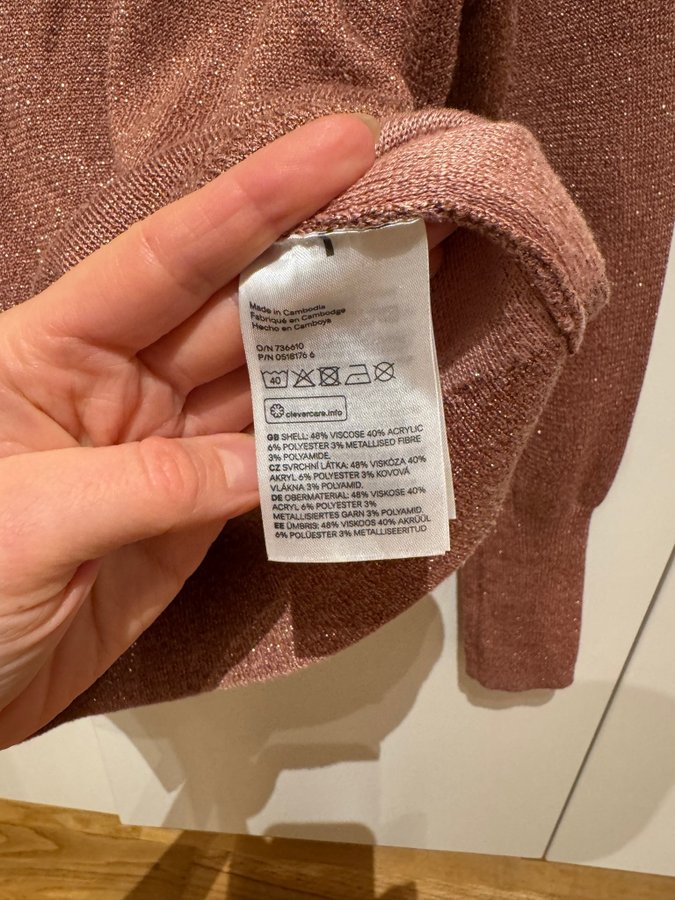 Made in Cambodia
Fabriqué en Cambodge
Hecho en Camboya
O/N 736610
P/N 0518176 6
40
clevercare.info
GB SHELL: 48% VISCOSE 40% ACRYLIC
6% POLYESTER 3% METALLISED FIBRE
3% POLYAMIDE.
CZ SVRCHNÍ LÁTKA: 48% VISKÓZA 40%
AKRYL 6% POLYESTER 3% KOVOVÁ
VLÁKNA 3% POLYAMID.
DE OBERMATERIAL: 48% VISKOSE 40%
ACRYL 6% POLYESTER 3%
METALLISIERTES GARN 3% POLYAMID.
EE ÜMBRIS: 48% VISKOOS 40% AKRÜÜL
6% POLÜESTER 3% METALLISEERITUD